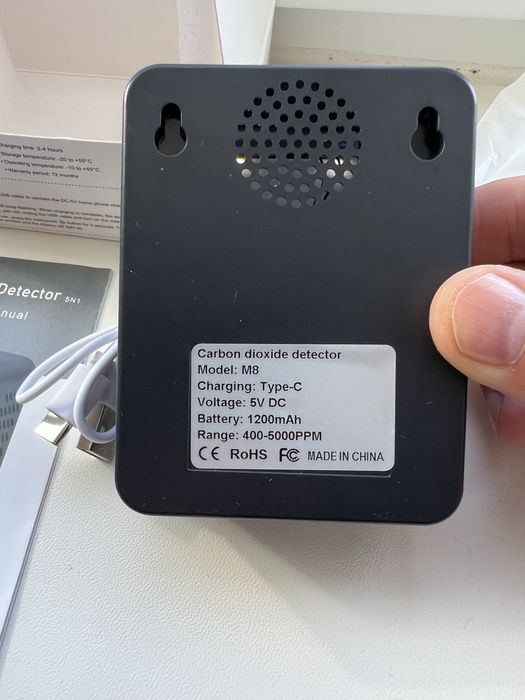 Charging time: 2-4 hours
Storage temperature: -20 to +55°C
Operating temperature: -10 to +45°C
Warranty period: 12 months
Detector 5N1
nual
Carbon dioxide detector
Model: M8
Charging: Type-C
Voltage: 5V DC
Battery: 1200mAh
Range: 400-5000PPM
CE RoHS FC MADE IN CHINA